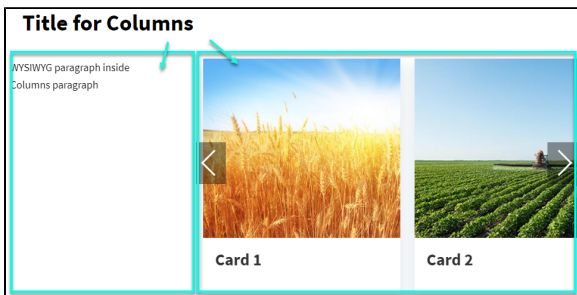 Title for Columns
WYSIWYG paragraph inside
Columns paragraph
Card 1
Card 2